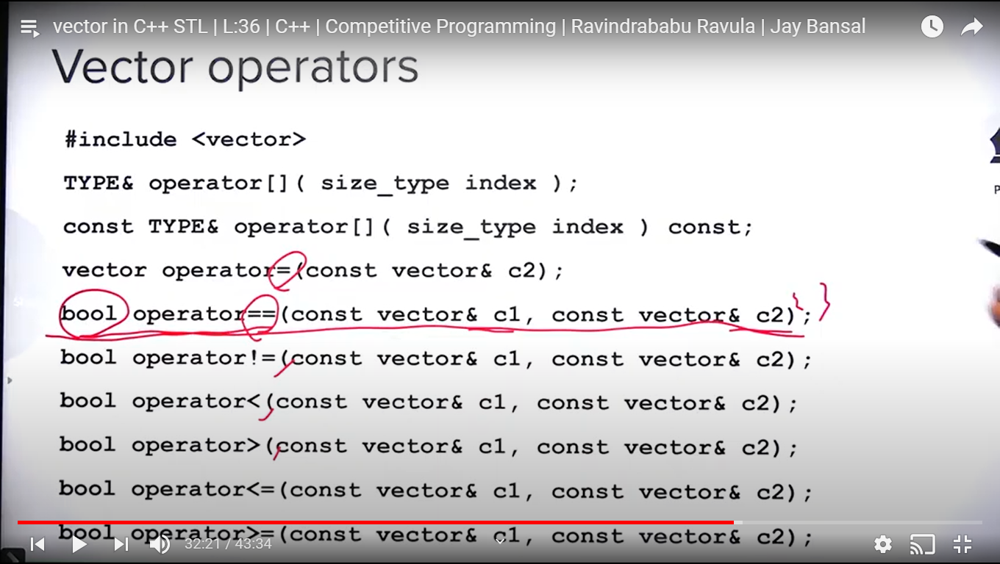 vector in C++ STL | L:36 | C++ | Competitive Programming | Ravindrababu Ravula | Jay Bansal
Vector operators
#include <vector>
TYPE& operator[]( size_type index );
const TYPE& operator[]( size_type index ) const;
vector operator=(const vector& c2);
bool operator==(const vector& c1, const vector& c2);
bool operator!=(const vector& c1, const vector& c2);
bool operator<(const vector& c1, const vector& c2);
bool operator>(const vector& c1, const vector& c2);
bool operator<=(const vector& c1, const vector& c2);
bool operator>=(const vector& c1, const vector& c2);
32:21 / 43:34